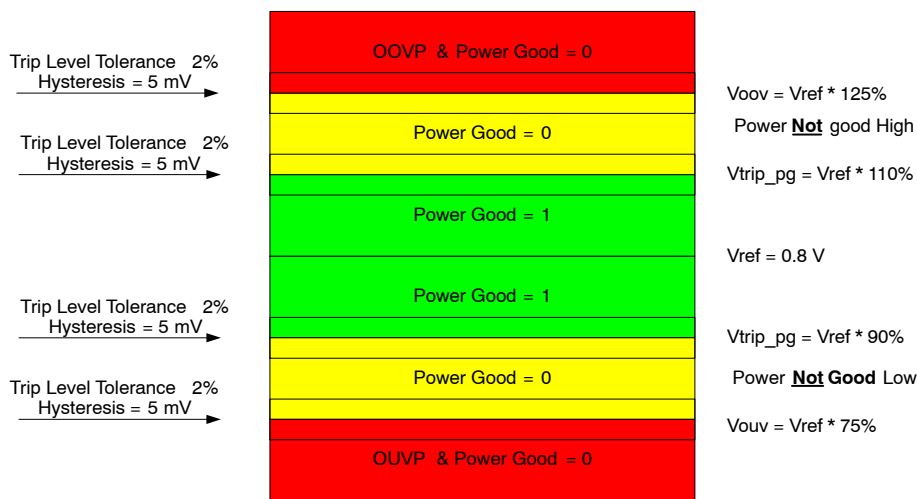 OOVP & Power Good = 0
Trip Level Tolerance 2%
Hysteresis = 5 mV
Voov = Vref * 125%
Power Not good High
Power Good = 0
Trip Level Tolerance 2%
Hysteresis = 5 mV
Vtrip_pg = Vref * 110%
Power Good = 1
Vref = 0.8 V
Power Good = 1
Trip Level Tolerance 2%
Hysteresis = 5 mV
Vtrip_pg = Vref * 90%
Power Good = 0
Power Not Good Low
Trip Level Tolerance 2%
Hysteresis = 5 mV
Vouv = Vref * 75%
OUVP & Power Good = 0